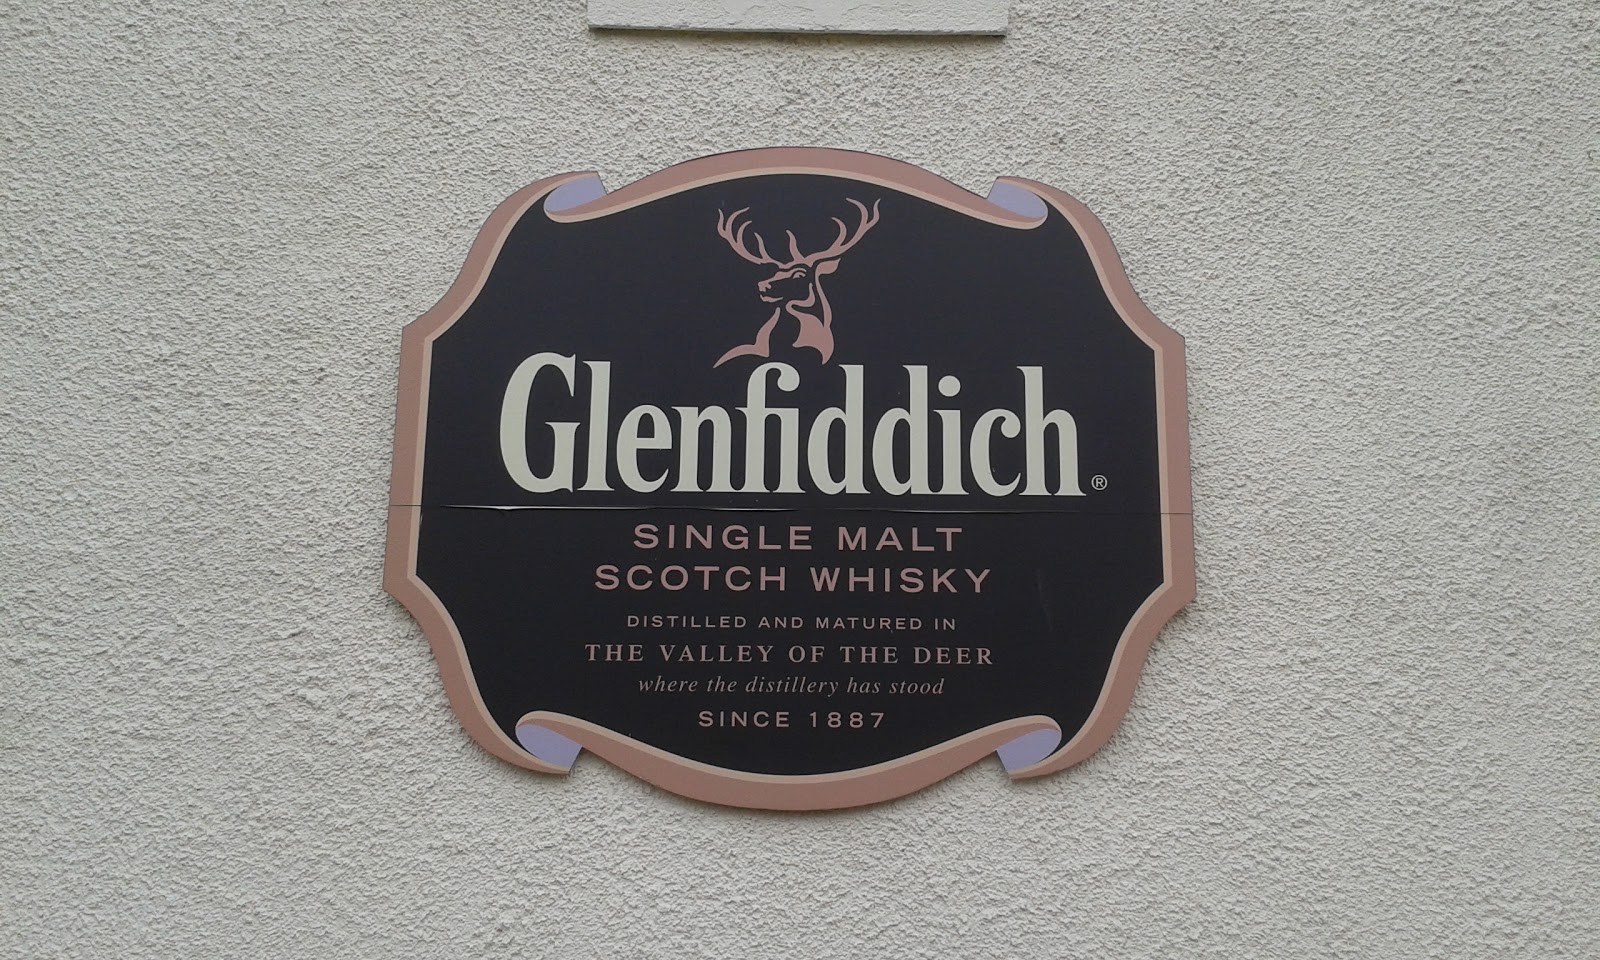 Glenfiddich®
SINGLE MALT
SCOTCH WHISKY
DISTILLED AND MATURED IN
THE VALLEY OF THE DEER
where the distillery has stood
SINCE 1887